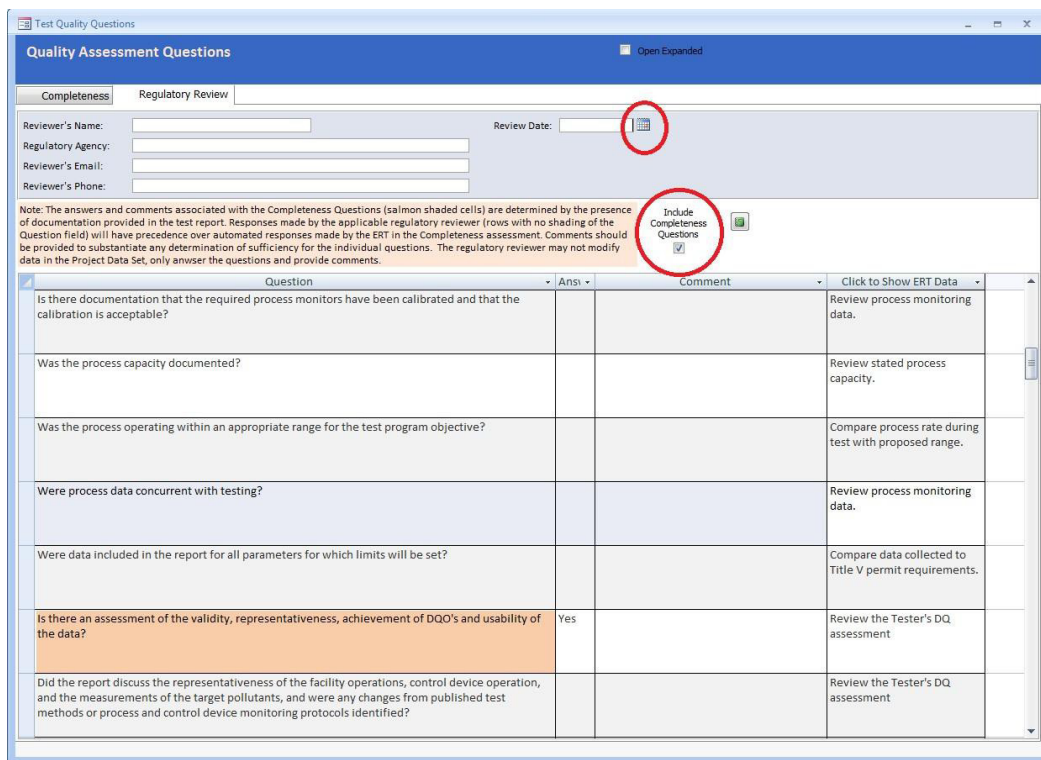 Test Quality Questions
Quality Assessment Questions
Open Expanded
Completeness
Regulatory Review
Reviewer's Name:
Review Date:
Regulatory Agency:
Reviewer's Email:
Reviewer's Phone:
Note: The answers and comments associated with the Completeness Questions (salmon shaded cells) are determined by the presence
of documentation provided in the test report. Responses made by the applicable regulatory reviewer (rows with no shading of the
Question field) will have precedence over automated responses made by the ERT in the Completeness assessment. Comments should
be provided to substantiate any determination of sufficiency for the individual questions. The regulatory reviewer may not modify
data in the Project Data Set, only anwser the questions and provide comments.
Include
Completeness
Questions
Question Ansv Comment Click to Show ERT Data
Is there documentation that the required process monitors have been calibrated and that the
calibration is acceptable?
Review process monitoring
data.
Was the process capacity documented?
Review stated process
capacity.
Was the process operating within an appropriate range for the test program objective?
Compare process rate during
test with proposed range.
Were process data concurrent with testing?
Review process monitoring
data.
Were data included in the report for all parameters for which limits will be set?
Compare data collected to
Title V permit requirements.
Is there an assessment of the validity, representativeness, achievement of DQO's and usability of
the data?
Yes
Review the Tester's DQ
assessment
Did the report discuss the representativeness of the facility operations, control device operation,
and the measurements of the target pollutants, and were any changes from published test
methods or process and control device monitoring protocols identified?
Review the Tester's DQ
assessment